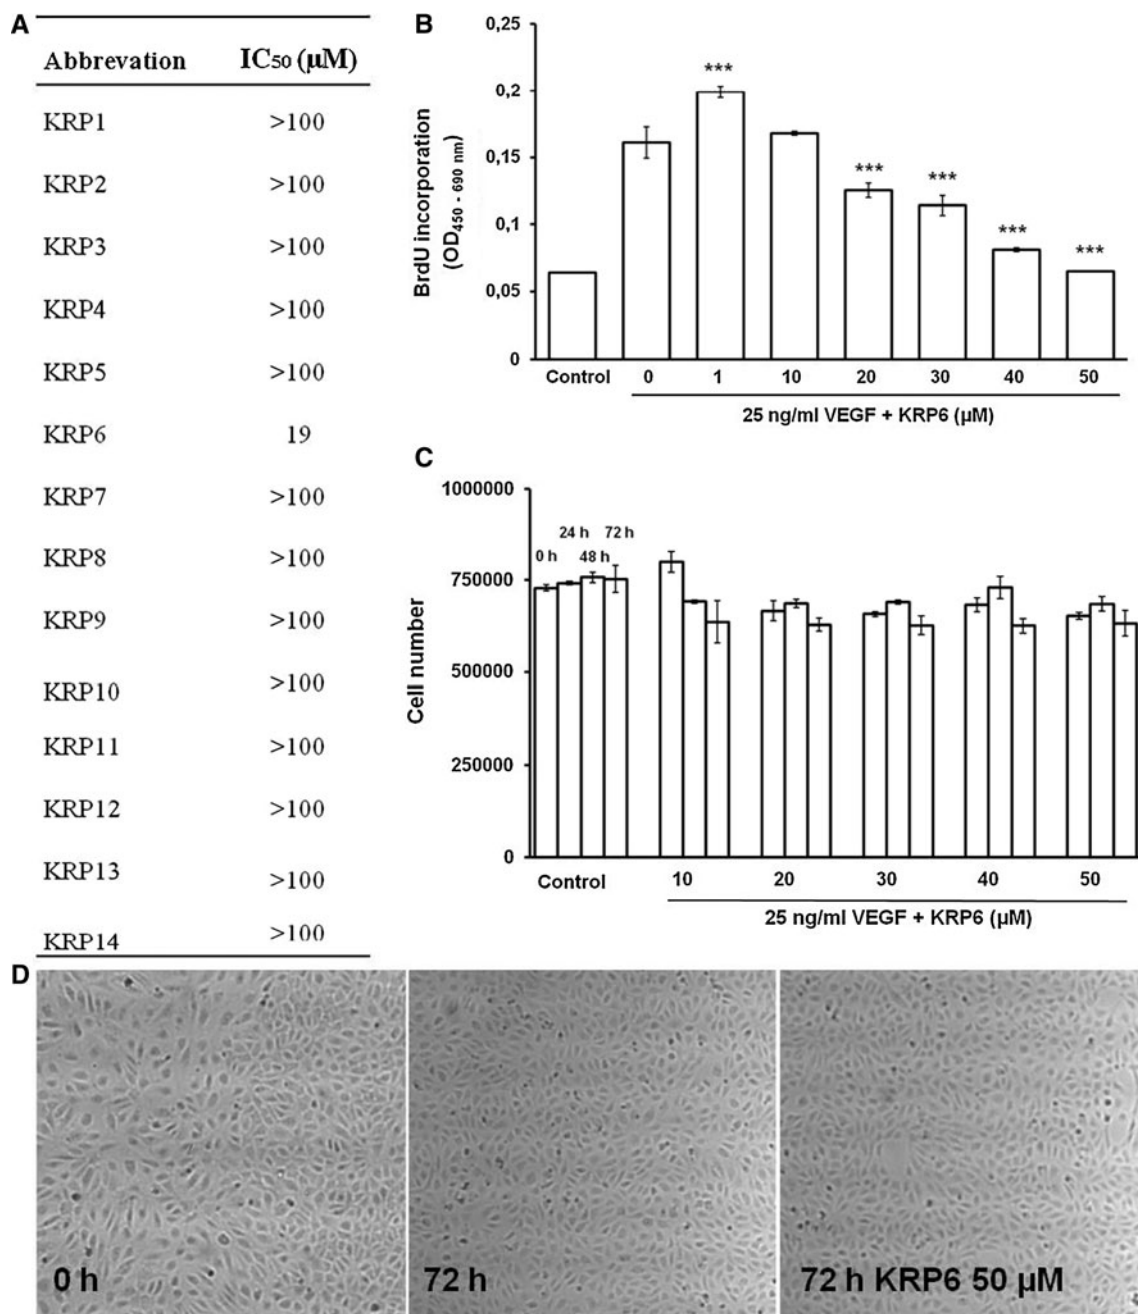 A
Abbrevation IC50 (µM)
KRP1 >100
KRP2 >100
KRP3 >100
KRP4 >100
KRP5 >100
KRP6 19
KRP7 >100
KRP8 >100
KRP9 >100
KRP10 >100
KRP11 >100
KRP12 >100
KRP13 >100
KRP14 >100
B
BrdU incorporation
(OD450 - 690 nm)
0,25
0,2
0,15
0,1
0,05
0
***
***
***
***
***
Control 0 1 10 20 30 40 50
25 ng/ml VEGF + KRP6 (µM)
C
Cell number
1000000
750000
500000
250000
0
0 h
24 h
48 h
72 h
Control 10 20 30 40 50
25 ng/ml VEGF + KRP6 (µM)
D
0 h
72 h
72 h KRP6 50 µM